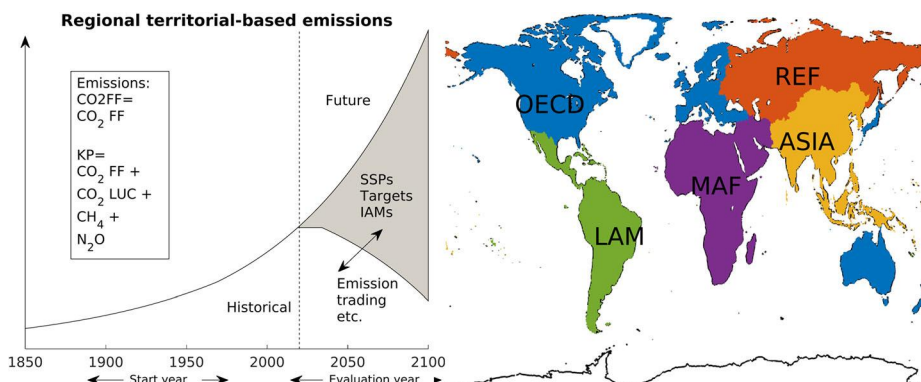 Regional territorial-based emissions
Emissions:
CO2FF=
CO₂ FF
KP=
CO₂ FF +
CO₂ LUC +
CH₄ +
N₂O
Future
SSPs
Targets
IAMs
Historical
Emission
trading
etc.
1850
1900
1950
2000
2050
2100
Start year
Evaluation year
OECD
REF
ASIA
MAF
LAM